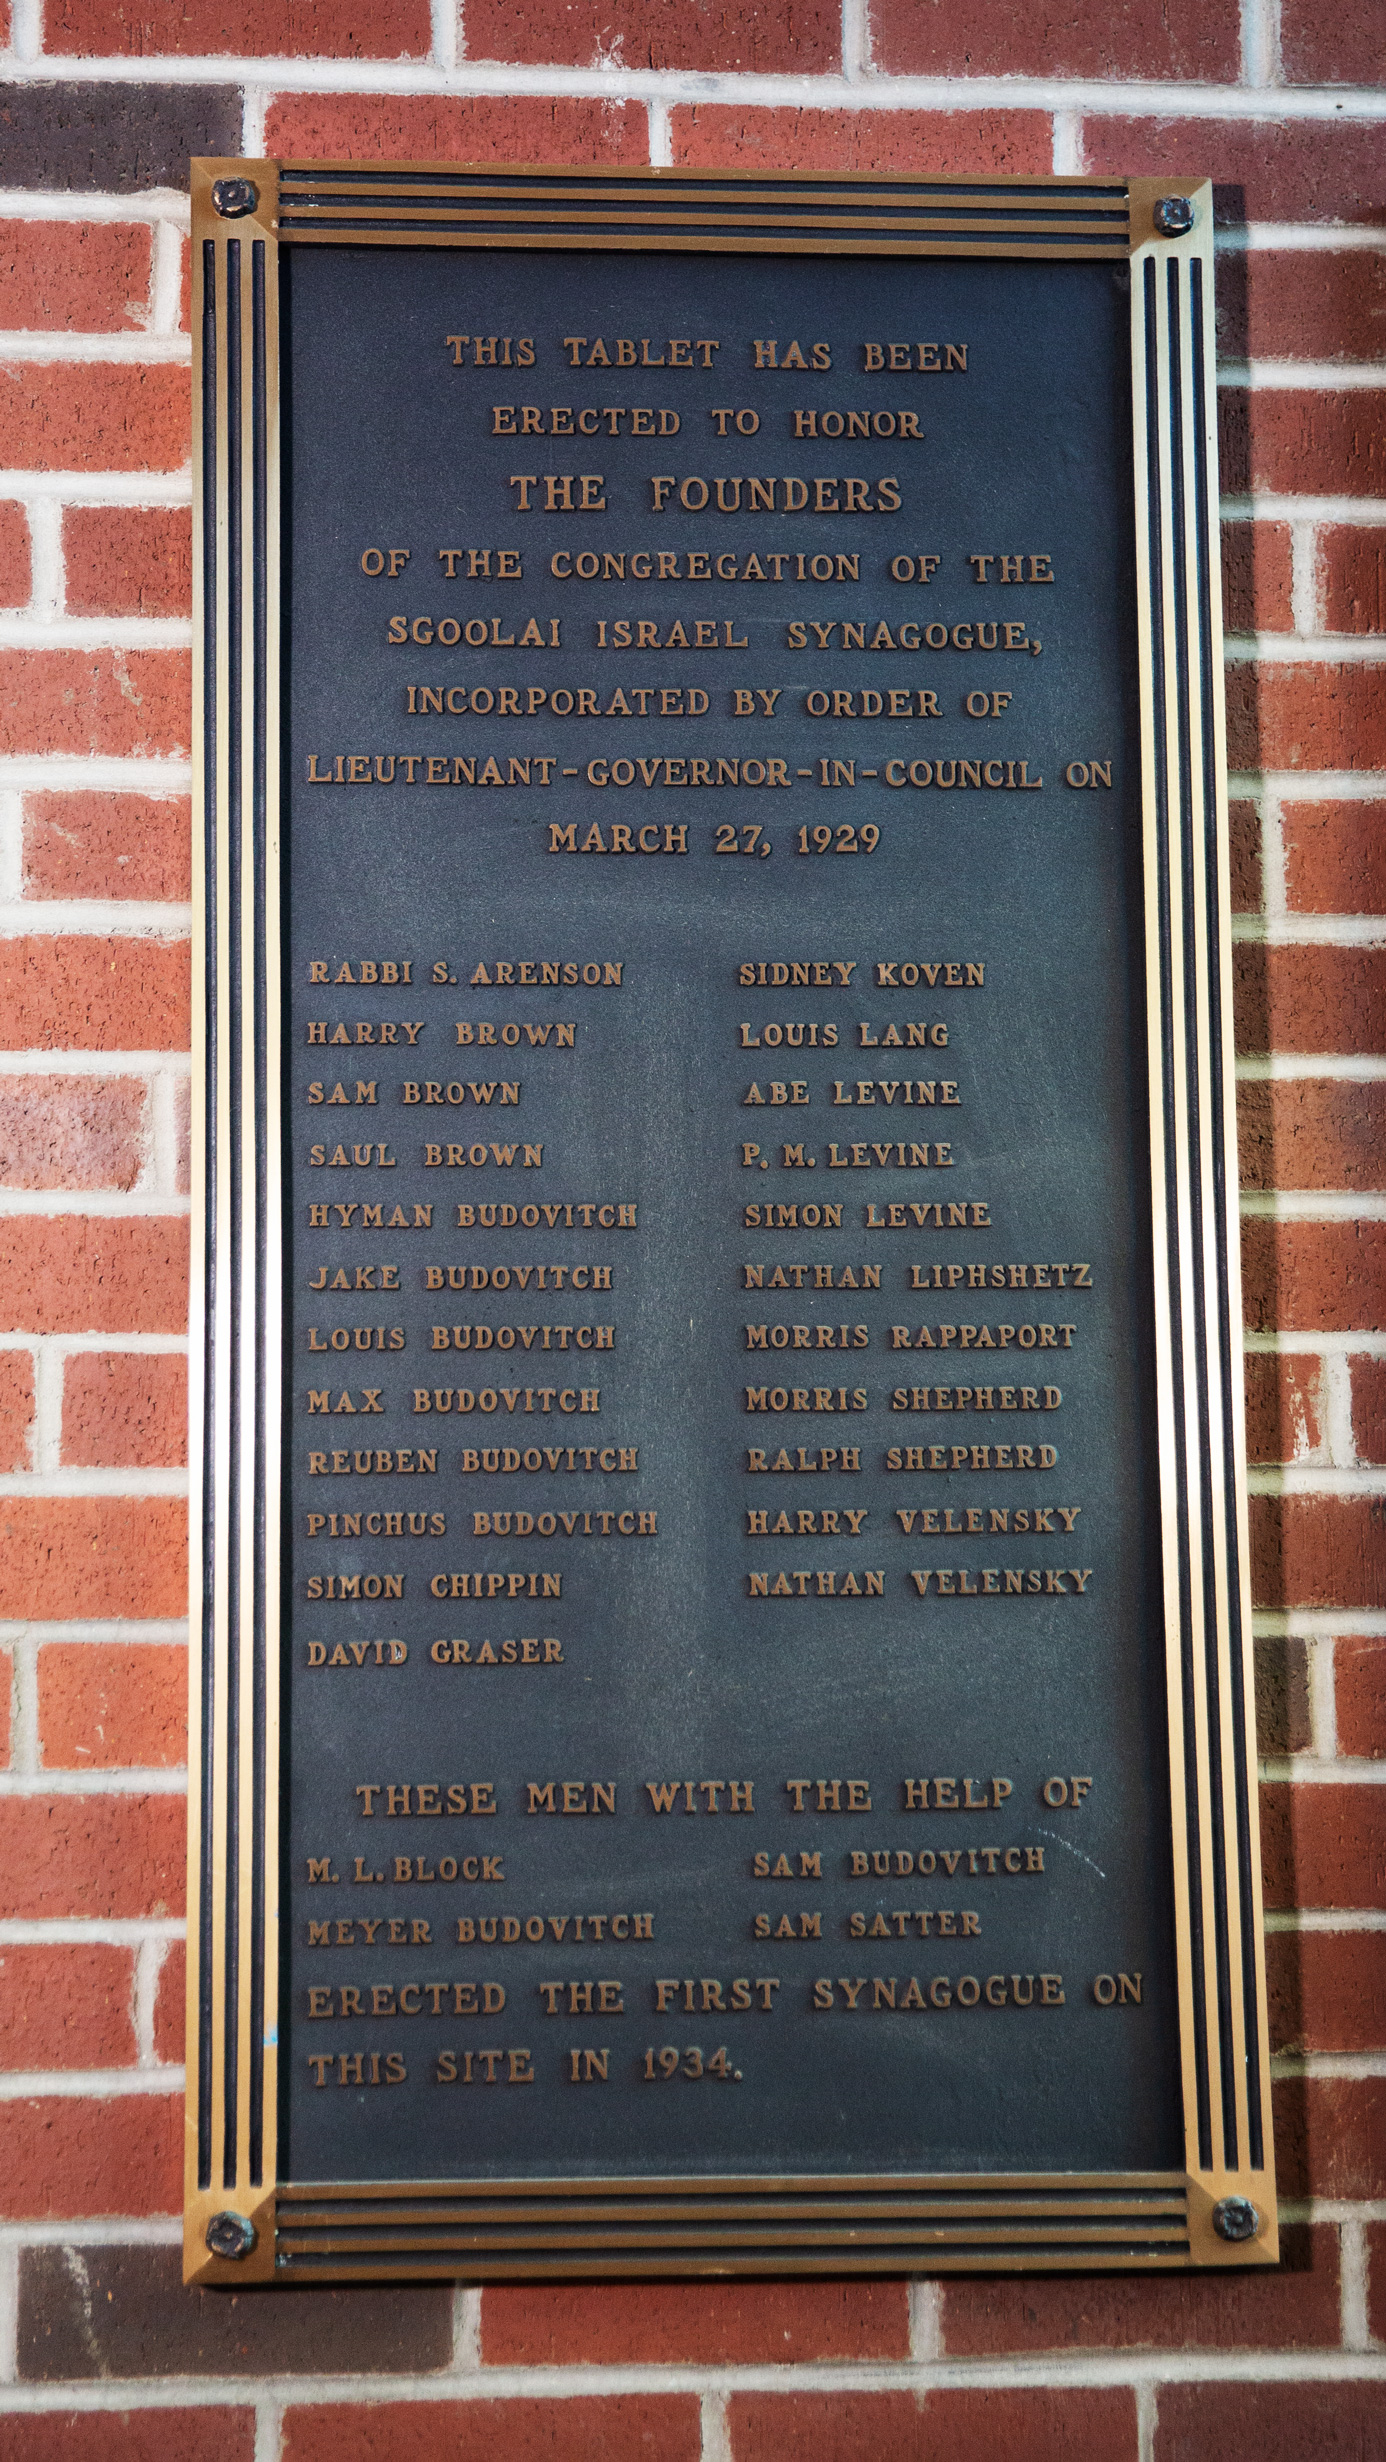 THIS TABLET HAS BEEN
ERECTED TO HONOR
THE FOUNDERS
OF THE CONGREGATION OF THE
SGOOLAI ISRAEL SYNAGOGUE,
INCORPORATED BY ORDER OF
LIEUTENANT-GOVERNOR-IN-COUNCIL ON
MARCH 27, 1929
RABBI S. ARENSON
HARRY BROWN
SAM BROWN
SAUL BROWN
HYMAN BUDOVITCH
JAKE BUDOVITCH
LOUIS BUDOVITCH
MAX BUDOVITCH
REUBEN BUDOVITCH
PINCHUS BUDOVITCH
SIMON CHIPPIN
DAVID GRASER
SIDNEY KOVEN
LOUIS LANG
ABE LEVINE
P. M. LEVINE
SIMON LEVINE
NATHAN LIPHSHETZ
MORRIS RAPPAPORT
MORRIS SHEPHERD
RALPH SHEPHERD
HARRY VELENSKY
NATHAN VELENSKY
THESE MEN WITH THE HELP OF
M. L. BLOCK
MEYER BUDOVITCH
SAM BUDOVITCH
SAM SATTER
ERECTED THE FIRST SYNAGOGUE ON
THIS SITE IN 1934.